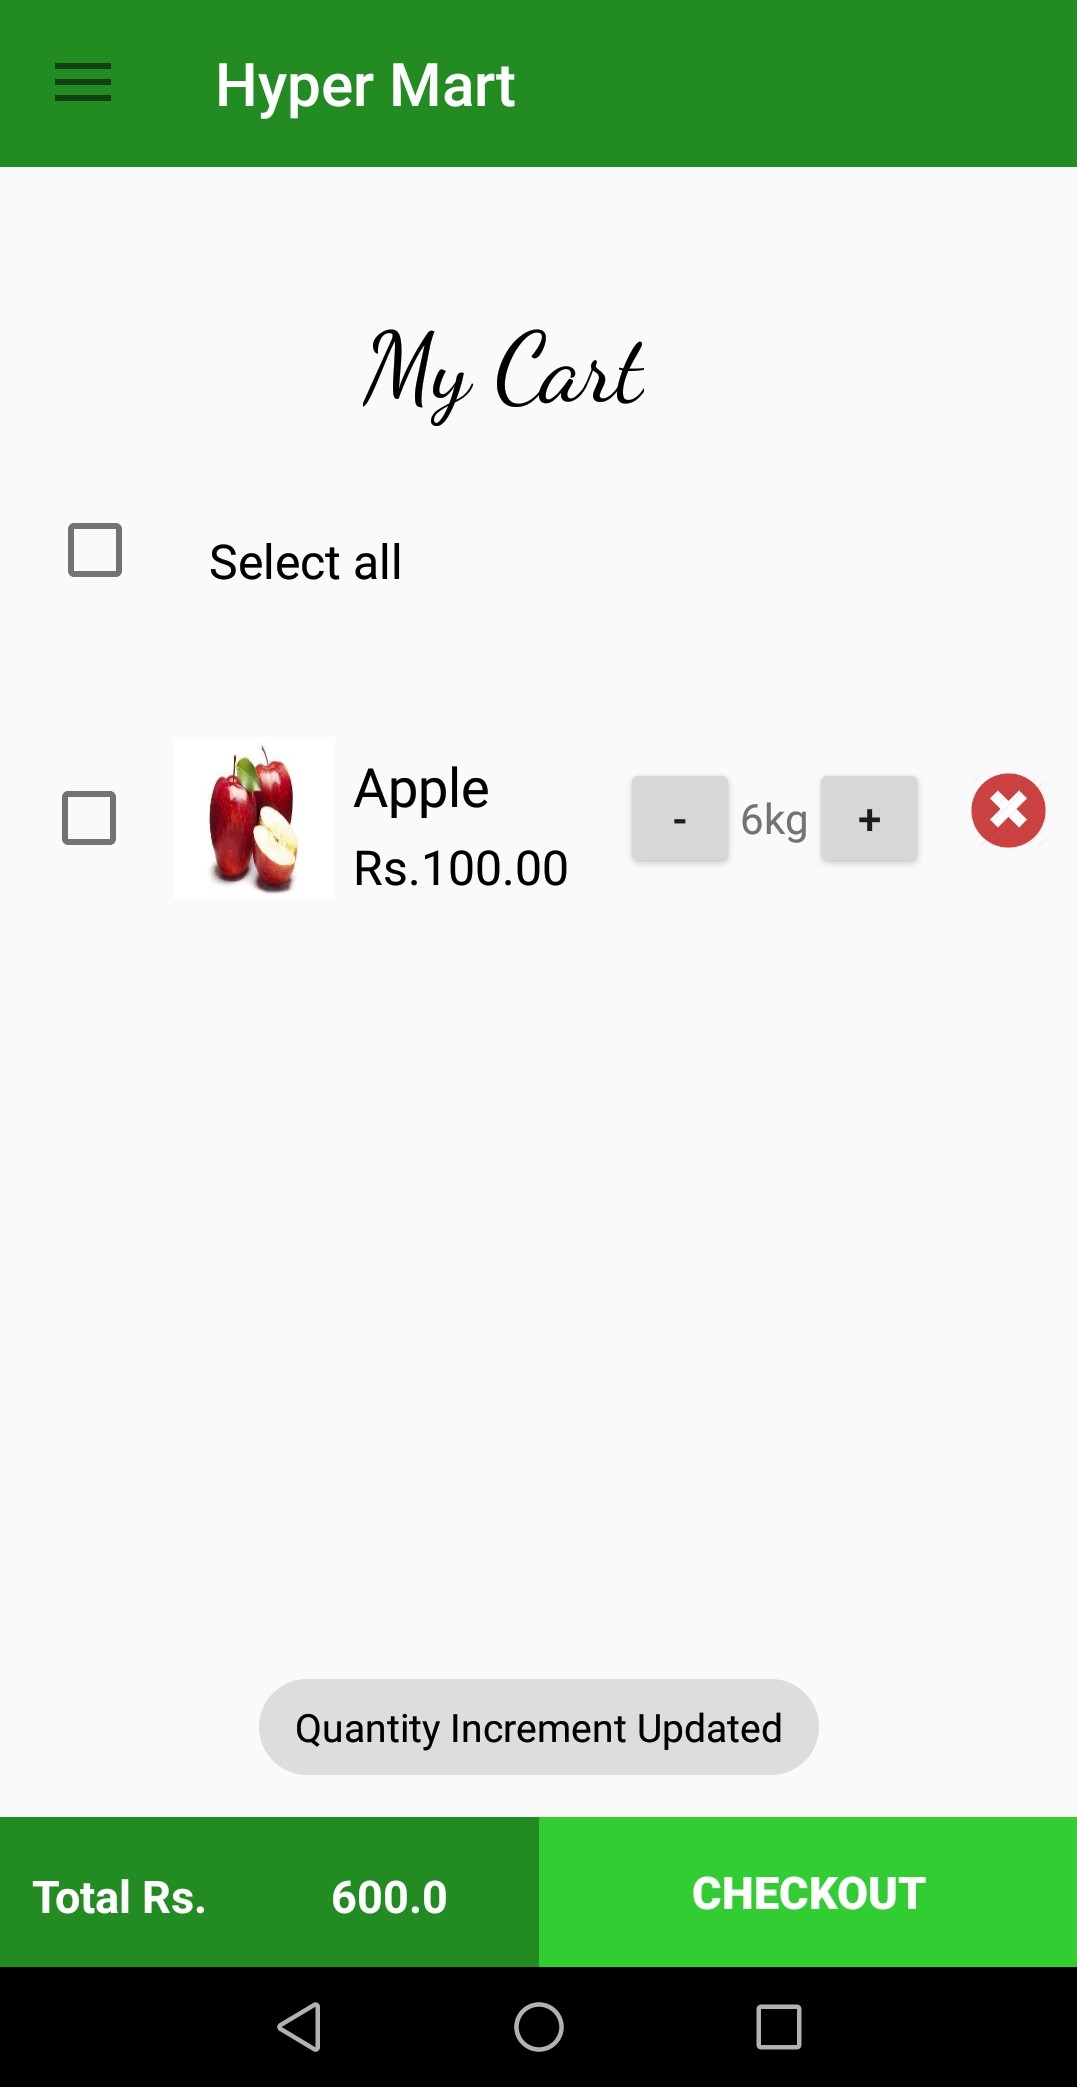 Hyper Mart
My Cart
Select all
Apple
Rs.100.00
- 6kg +
Quantity Increment Updated
Total Rs. 600.0
CHECKOUT